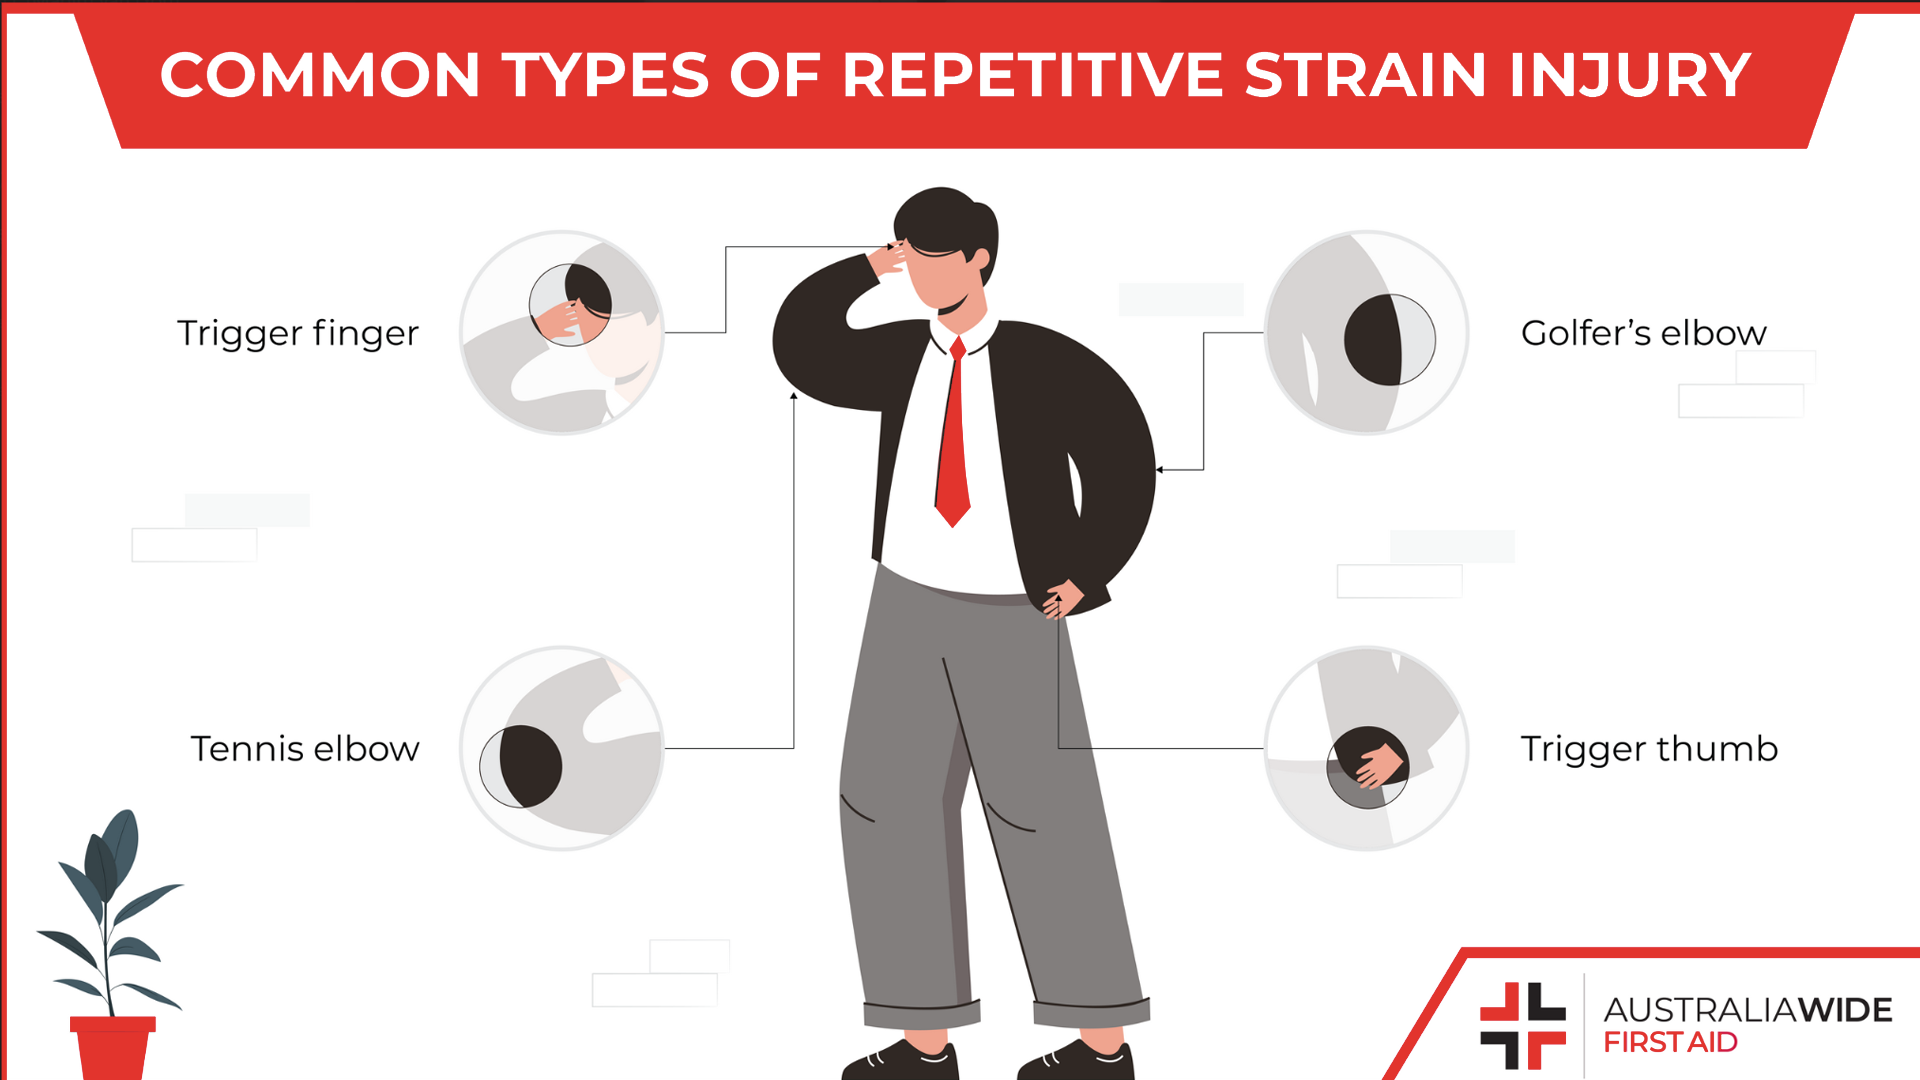 COMMON TYPES OF REPETITIVE STRAIN INJURY
Trigger finger
Golfer’s elbow
Tennis elbow
Trigger thumb
AUSTRALIAWIDE
FIRST AID